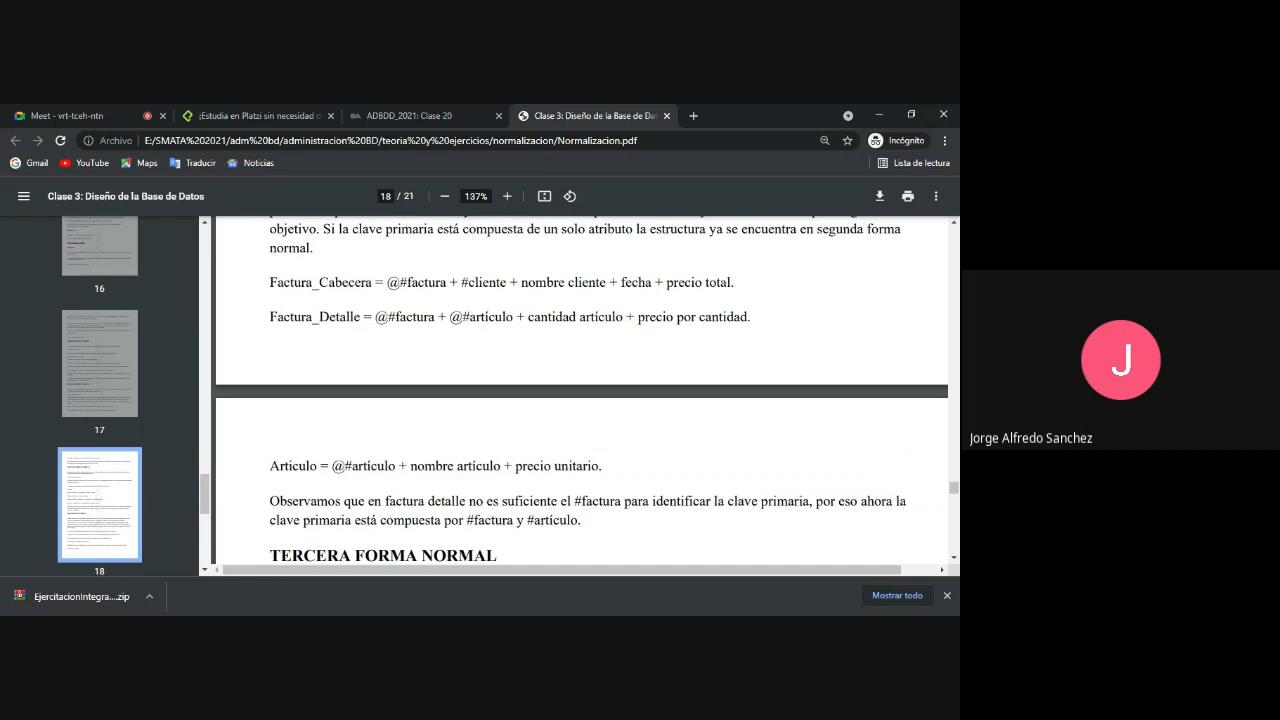 Meet - vrt-tceh-ntn
¡Estudia en Platzi sin necesidad d
ADBDD_2021: Clase 20
Clase 3: Diseño de la Base de Dat
Archivo
E:/SMATA%202021/adm%20bd/administracion%20BD/teoria%20y%20ejercicios/normalizacion/Normalizacion.pdf
Incógnito
Gmail
YouTube
Maps
Traducir
Noticias
Lista de lectura
Clase 3: Diseño de la Base de Datos
18 / 21
137%
16
17
18
objetivo. Si la clave primaria está compuesta de un solo atributo la estructura ya se encuentra en segunda forma
normal.
Factura_Cabecera = @#factura + #cliente + nombre cliente + fecha + precio total.
Factura_Detalle = @#factura + @#artículo + cantidad artículo + precio por cantidad.
Articulo = @#artículo + nombre artículo + precio unitario.
Observamos que en factura detalle no es suficiente el #factura para identificar la clave primaria, por eso ahora la
clave primaria está compuesta por #factura y #artículo.
TERCERA FORMA NORMAL
EjercitacionIntegra....zip
Mostrar todo
J
Jorge Alfredo Sanchez